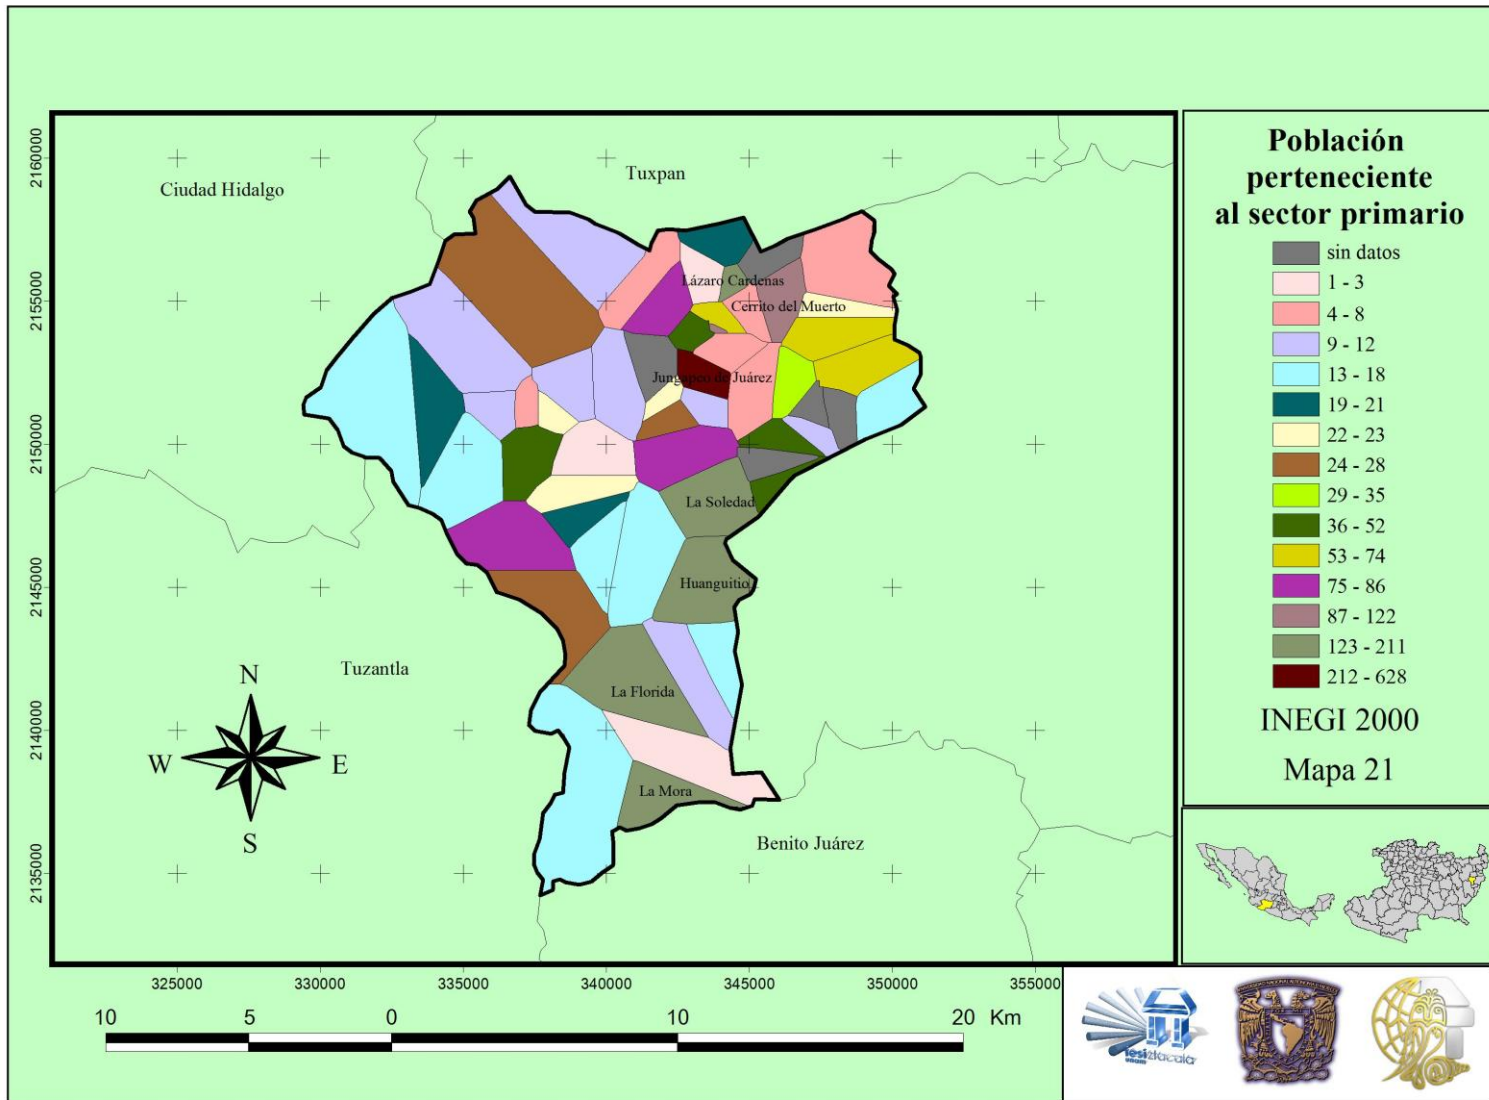 Tuxpan
Ciudad Hidalgo
Lázaro Cardenas
Cerrito del Muerto
Jungapeo de Juárez
La Soledad
Huanguitio
Tuzantla
La Florida
La Mora
Benito Juárez
N
W E
S
2160000
2155000
2150000
2145000
2140000
2135000
325000 330000 335000 340000 345000 350000 355000
10 5 0 10 20 Km
Población
perteneciente
al sector primario
sin datos
1 - 3
4 - 8
9 - 12
13 - 18
19 - 21
22 - 23
24 - 28
29 - 35
36 - 52
53 - 74
75 - 86
87 - 122
123 - 211
212 - 628
INEGI 2000
Mapa 21
iesiztacala
unam